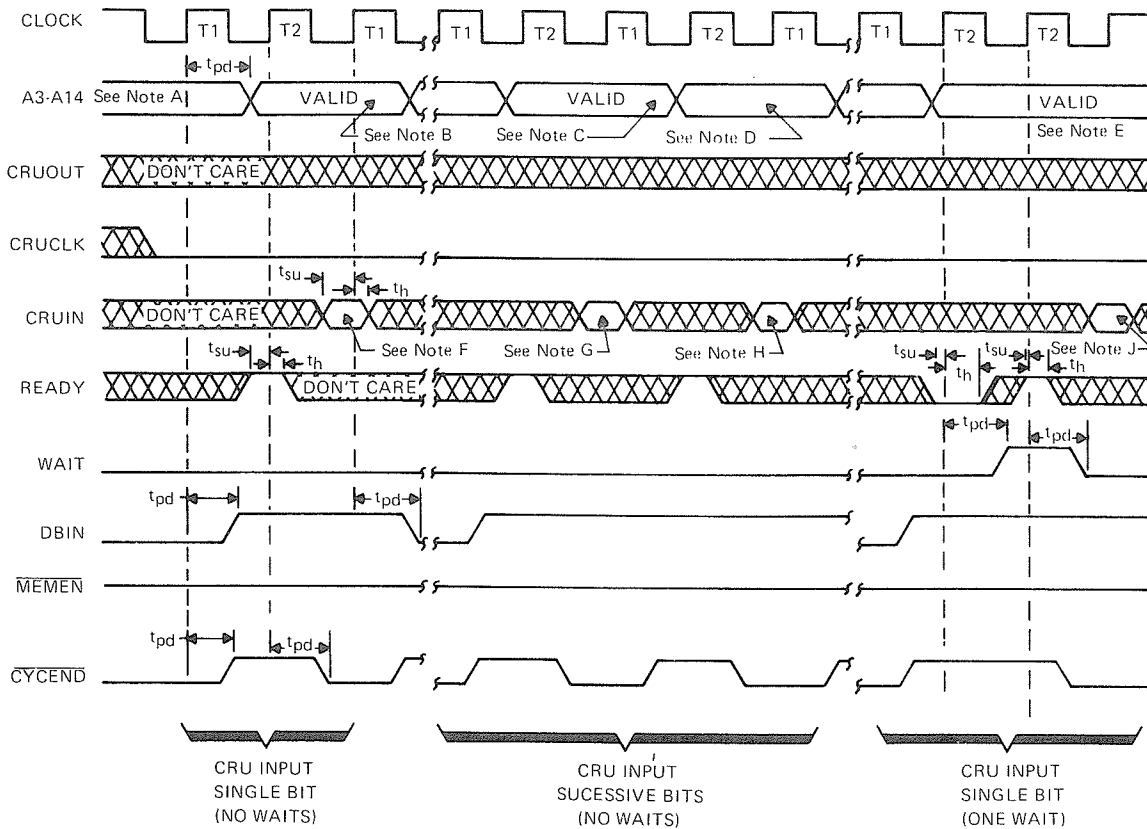 CLOCK T1 T2 T1 T1 T2 T1 T2 T1 T1 T2 T2
tpd
A3-A14 See Note A VALID VALID VALID
See Note B See Note C See Note D See Note E
CRUOUT DON'T CARE
CRUCLK
tsu th
CRUIN DON'T CARE
See Note F See Note G See Note H See Note J
tsu th tsu th tsu th
READY DON'T CARE
tpd tpd
WAIT
tpd tpd
DBIN
MEMEN
tpd tpd
CYCEND
CRU INPUT
SINGLE BIT
(NO WAITS)
CRU INPUT
SUCESSIVE BITS
(NO WAITS)
CRU INPUT
SINGLE BIT
(ONE WAIT)